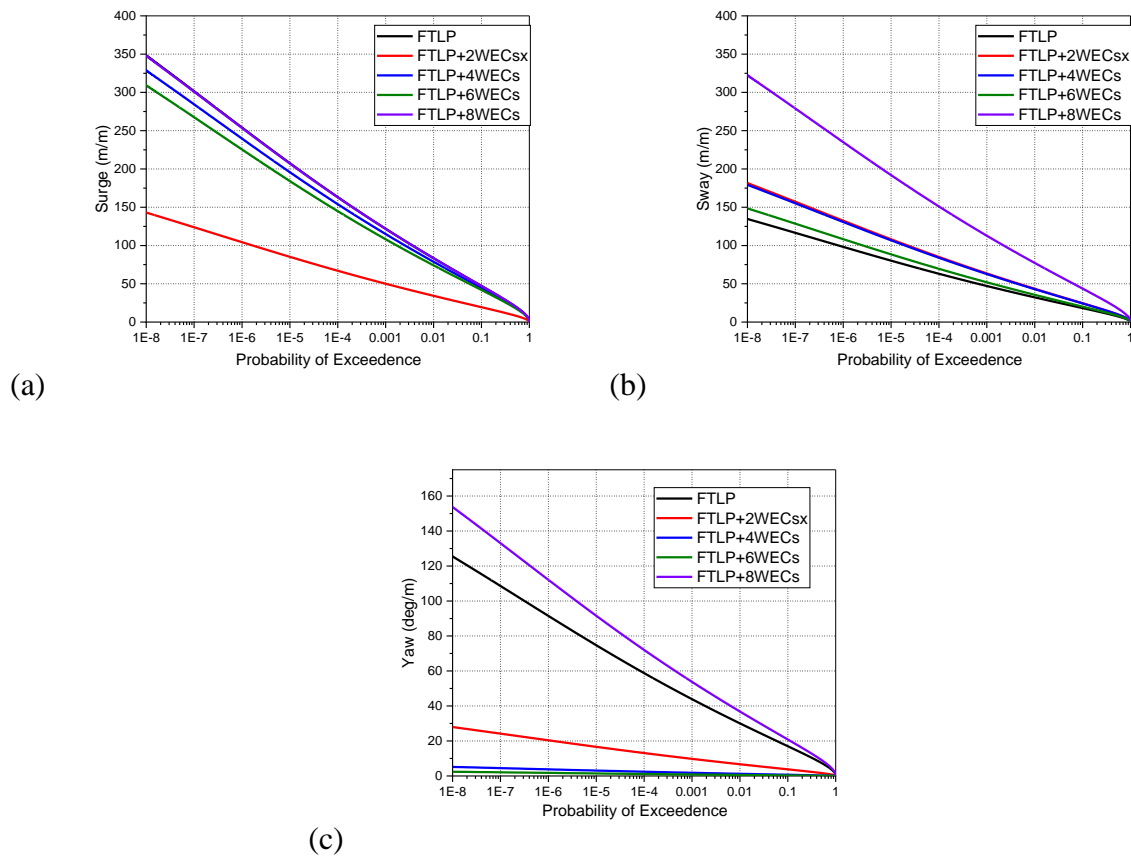 400
350
300
250
200
150
100
50
0
Surge (m/m)
FTLP
FTLP+2WECsx
FTLP+4WECs
FTLP+6WECs
FTLP+8WECs
1E-8 1E-7 1E-6 1E-5 1E-4 0.001 0.01 0.1 1
Probability of Exceedence
(a)
400
350
300
250
200
150
100
50
0
Sway (m/m)
FTLP
FTLP+2WECsx
FTLP+4WECs
FTLP+6WECs
FTLP+8WECs
1E-8 1E-7 1E-6 1E-5 1E-4 0.001 0.01 0.1 1
Probability of Exceedence
(b)
160
140
120
100
80
60
40
20
0
Yaw (deg/m)
FTLP
FTLP+2WECsx
FTLP+4WECs
FTLP+6WECs
FTLP+8WECs
1E-8 1E-7 1E-6 1E-5 1E-4 0.001 0.01 0.1 1
Probability of Exceedence
(c)